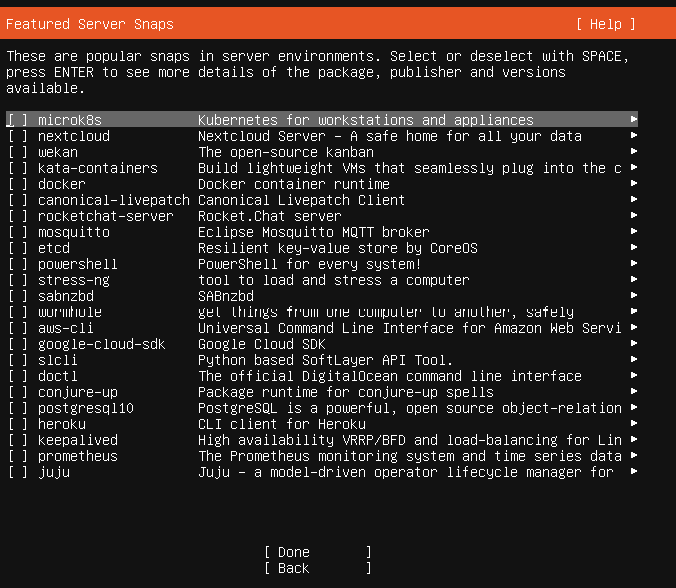 Featured Server Snaps [ Help ]
These are popular snaps in server environments. Select or deselect with SPACE,
press ENTER to see more details of the package, publisher and versions
available.
[ ] microk8s Kubernetes for workstations and appliances ▶
[ ] nextcloud Nextcloud Server - A safe home for all your data ▶
[ ] wekan The open-source kanban ▶
[ ] kata-containers Build lightweight VMs that seamlessly plug into the c ▶
[ ] docker Docker container runtime ▶
[ ] canonical-livepatch Canonical Livepatch Client ▶
[ ] rocketchat-server Rocket.Chat server ▶
[ ] mosquitto Eclipse Mosquitto MQTT broker ▶
[ ] etcd Resilient key-value store by CoreOS ▶
[ ] powershell PowerShell for every system! ▶
[ ] stress-ng tool to load and stress a computer ▶
[ ] sabnzbd SABnzbd ▶
[ ] wormhole get things from one computer to another, safely ▶
[ ] aws-cli Universal Command Line Interface for Amazon Web Servi ▶
[ ] google-cloud-sdk Google Cloud SDK ▶
[ ] slcli Python based SoftLayer API Tool. ▶
[ ] doctl The official DigitalOcean command line interface ▶
[ ] conjure-up Package runtime for conjure-up spells ▶
[ ] postgresql10 PostgreSQL is a powerful, open source object-relation ▶
[ ] heroku CLI client for Heroku ▶
[ ] keepalived High availability VRRP/BFD and load-balancing for Lin ▶
[ ] prometheus The Prometheus monitoring system and time series data ▶
[ ] juju Juju - a model-driven operator lifecycle manager for ▶
[ Done ]
[ Back ]